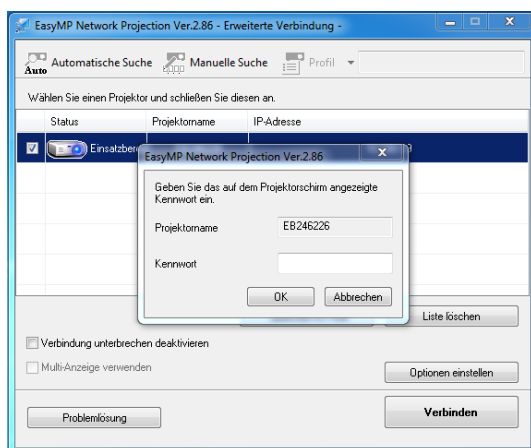 EasyMP Network Projection Ver.2.86 - Erweiterte Verbindung -
Auto Automatische Suche Manuelle Suche Profil
Wählen Sie einen Projektor und schließen Sie diesen an.
Status Projektorname IP-Adresse
EasyMP Network Projection Ver.2.86
Geben Sie das auf dem Projektorschirm angezeigte
Kennwort ein.
Projektorname EB246226
Kennwort
OK Abbrechen
Liste löschen
Verbindung unterbrechen deaktivieren
Multi-Anzeige verwenden
Optionen einstellen
Problemlösung
Verbinden